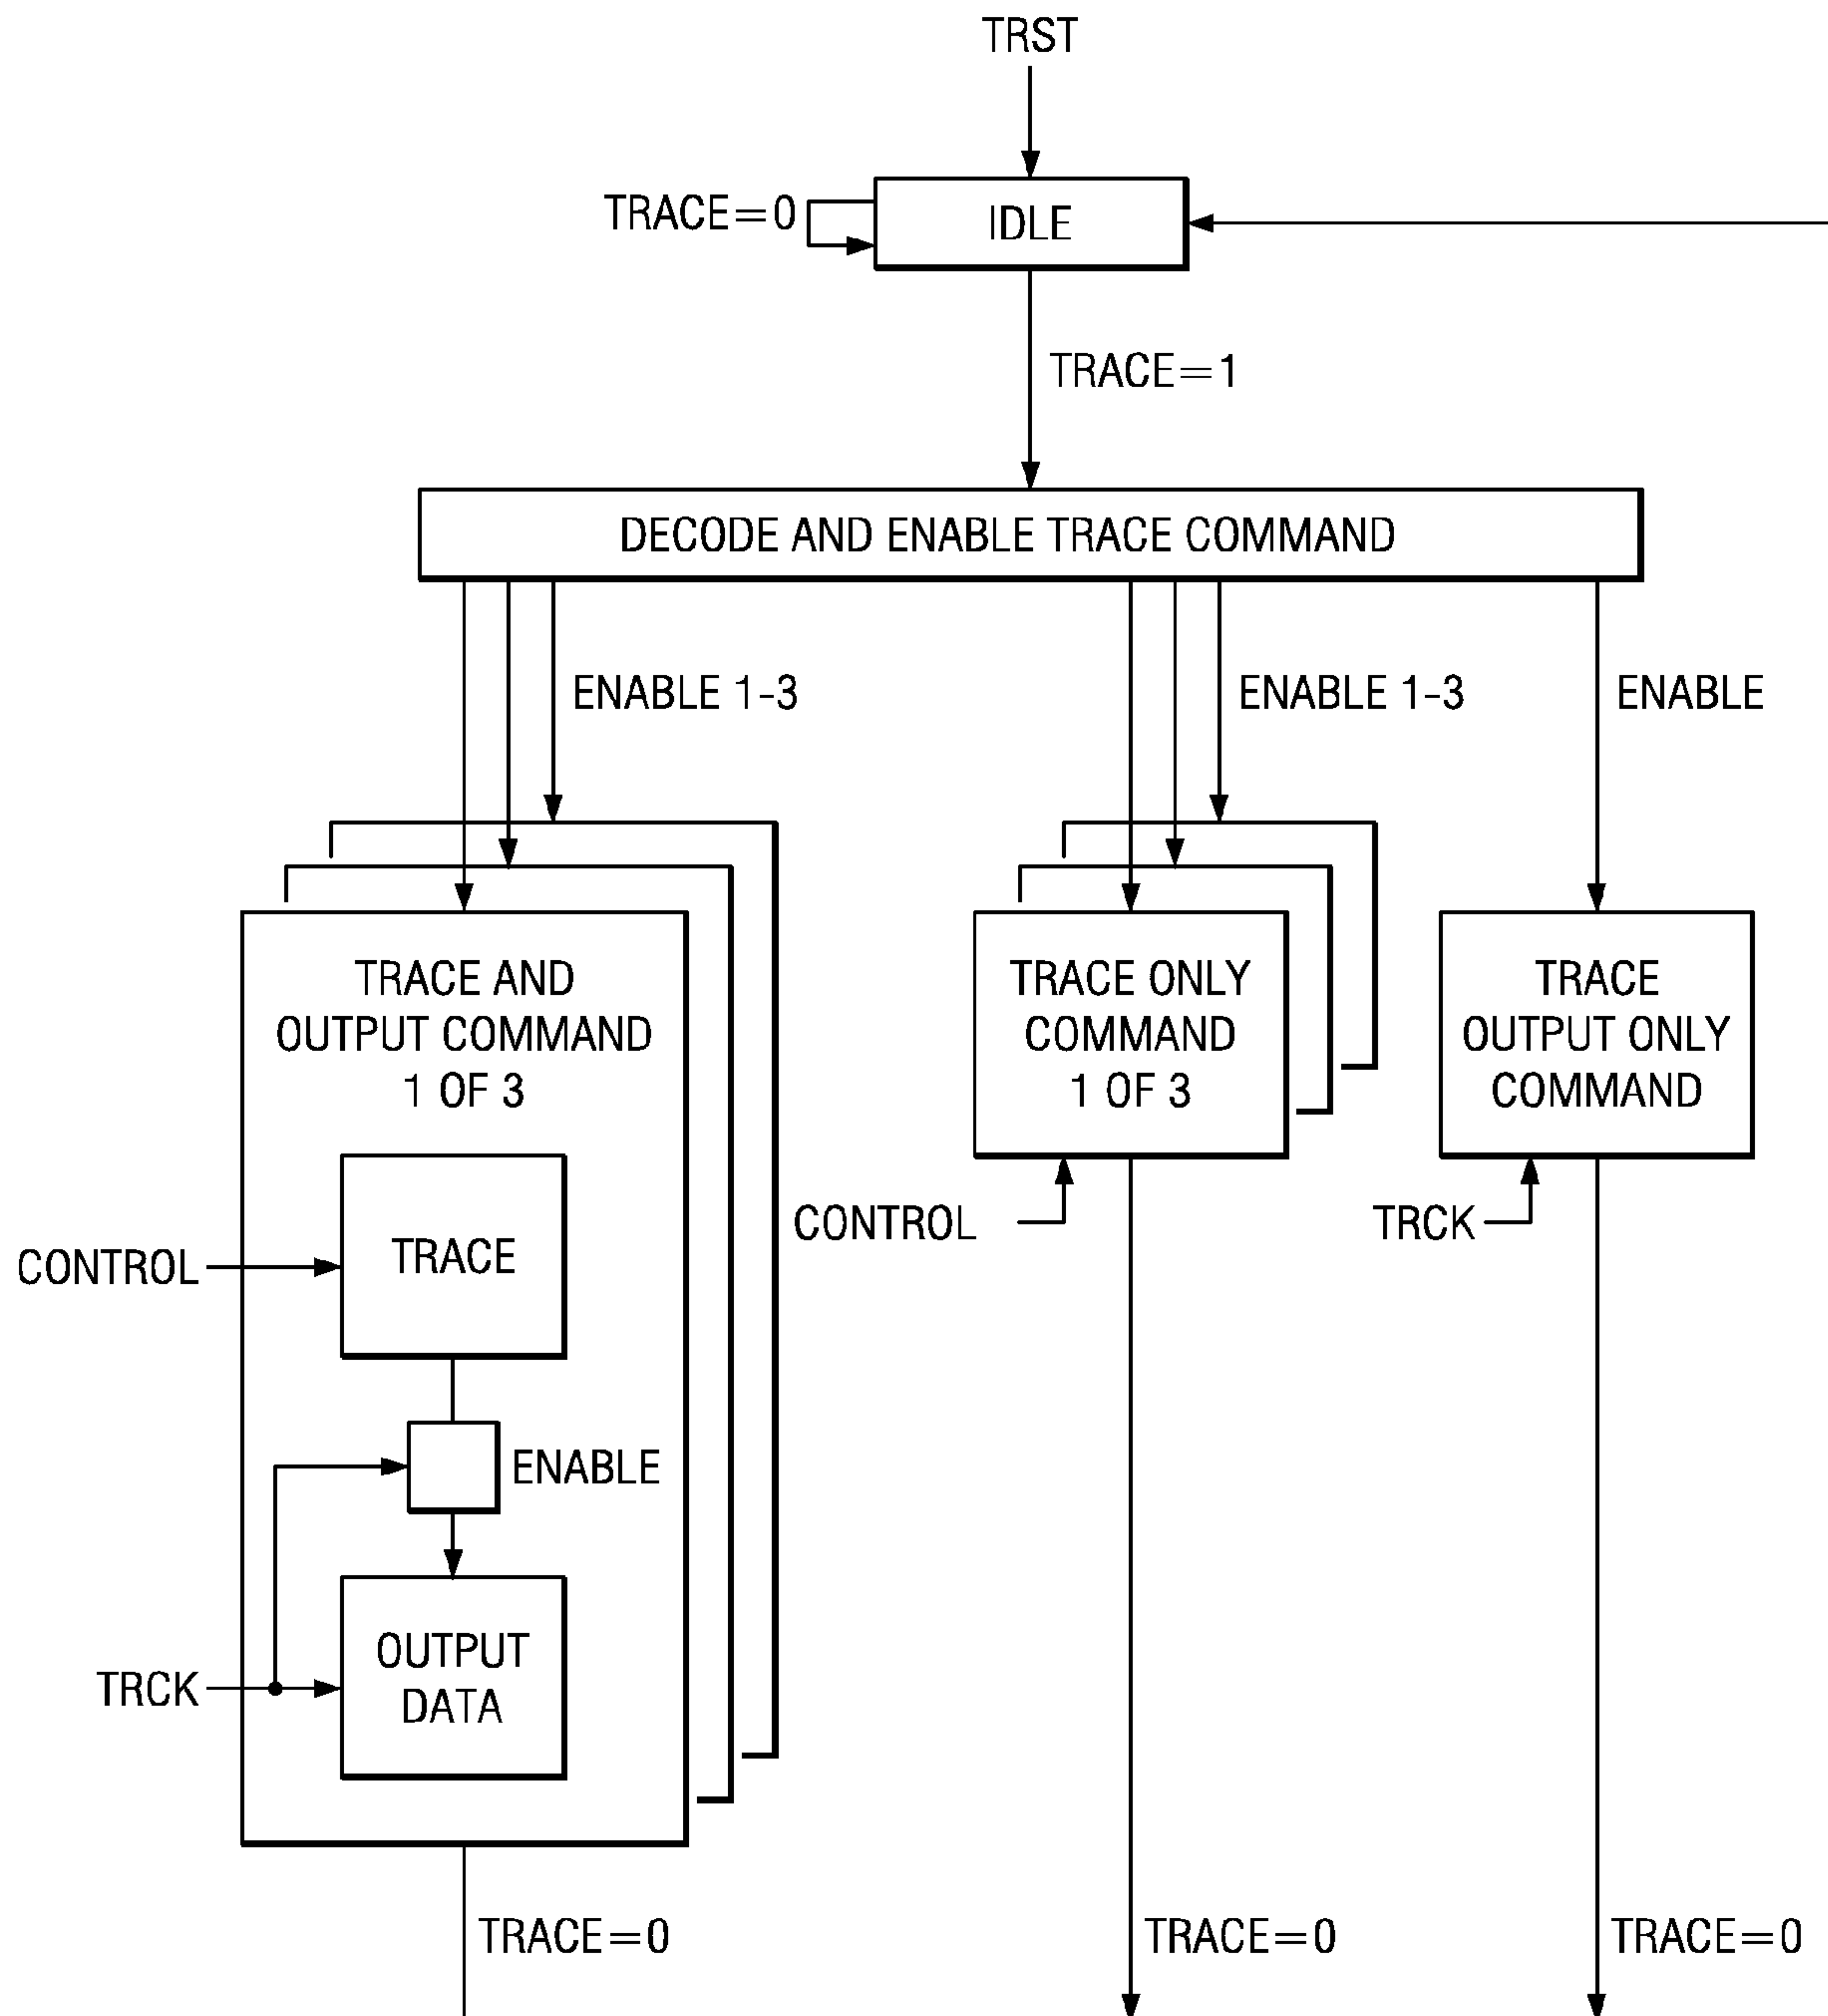 TRST
TRACE=0
IDLE
TRACE=1
DECODE AND ENABLE TRACE COMMAND
ENABLE 1-3
ENABLE 1-3
ENABLE
TRACE AND
OUTPUT COMMAND
1 OF 3
TRACE ONLY
COMMAND
1 OF 3
TRACE
OUTPUT ONLY
COMMAND
CONTROL
TRCK
CONTROL
TRACE
ENABLE
TRCK
OUTPUT
DATA
TRACE=0
TRACE=0
TRACE=0